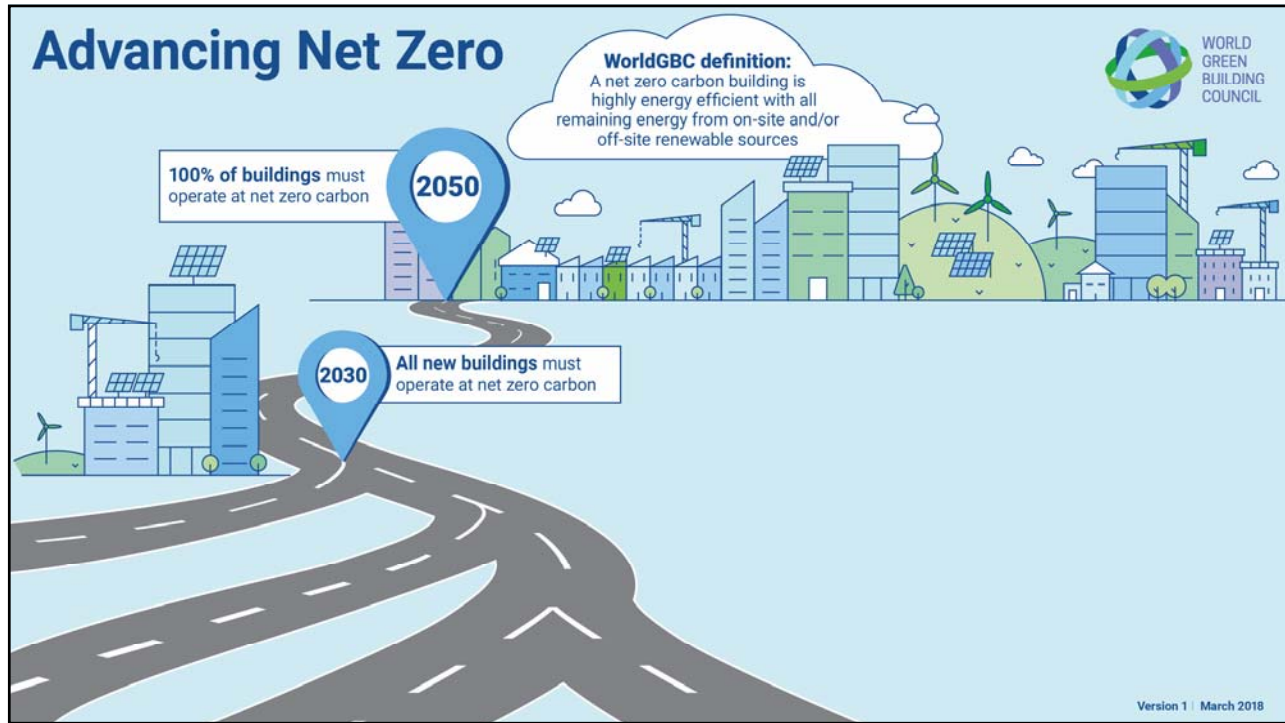 Advancing Net Zero
WorldGBC definition:
A net zero carbon building is
highly energy efficient with all
remaining energy from on-site and/or
off-site renewable sources
WORLD
GREEN
BUILDING
COUNCIL
100% of buildings must
operate at net zero carbon
2050
2030
All new buildings must
operate at net zero carbon
Version 1 | March 2018